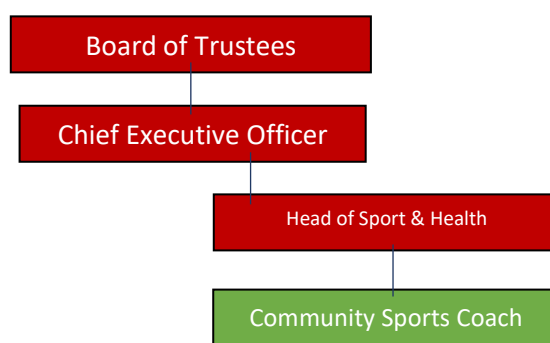 Board of Trustees
Chief Executive Officer
Head of Sport & Health
Community Sports Coach